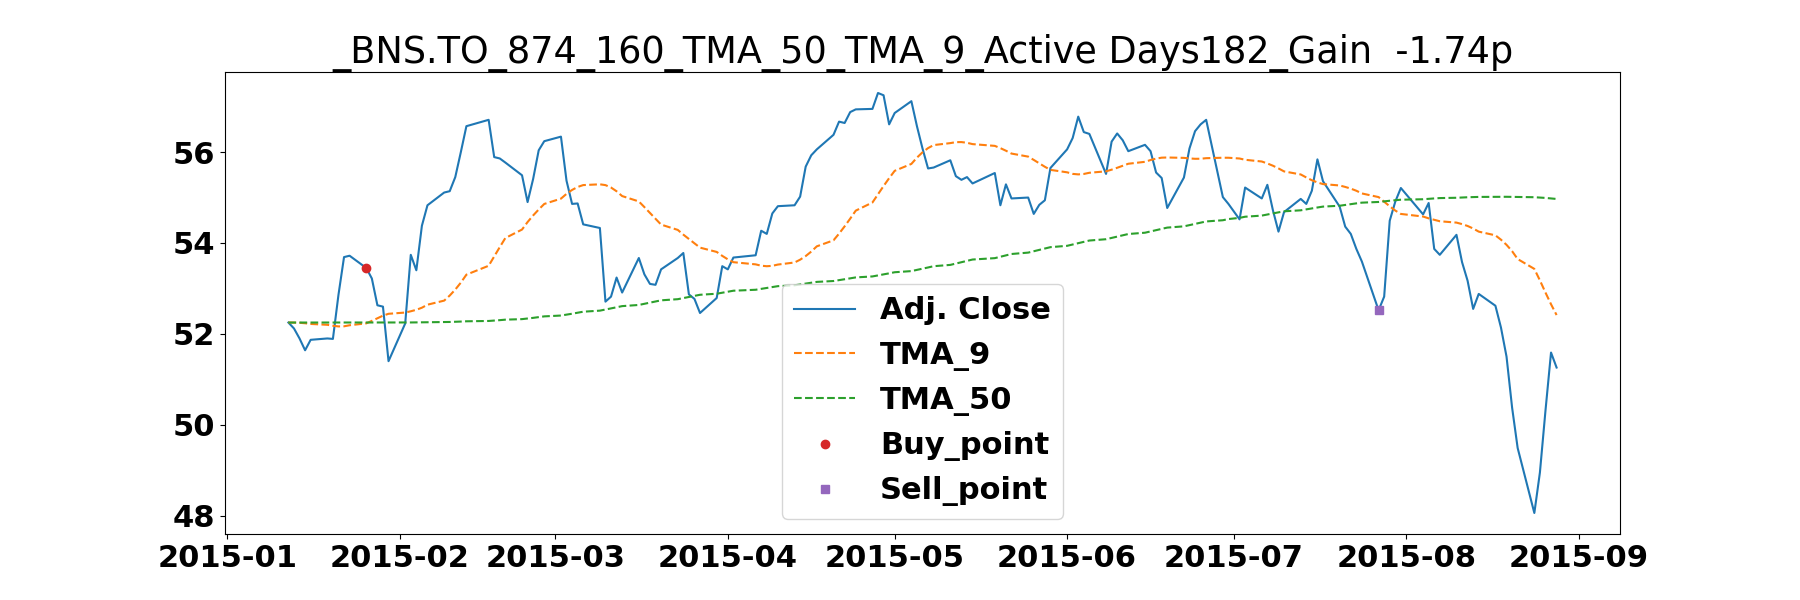 _BNS.TO_874_160_TMA_50_TMA_9_Active Days182_Gain  -1.74p
56
54
52
50
48
Adj. Close
TMA_9
TMA_50
Buy_point
Sell_point
2015-01 2015-02 2015-03 2015-04 2015-05 2015-06 2015-07 2015-08 2015-09